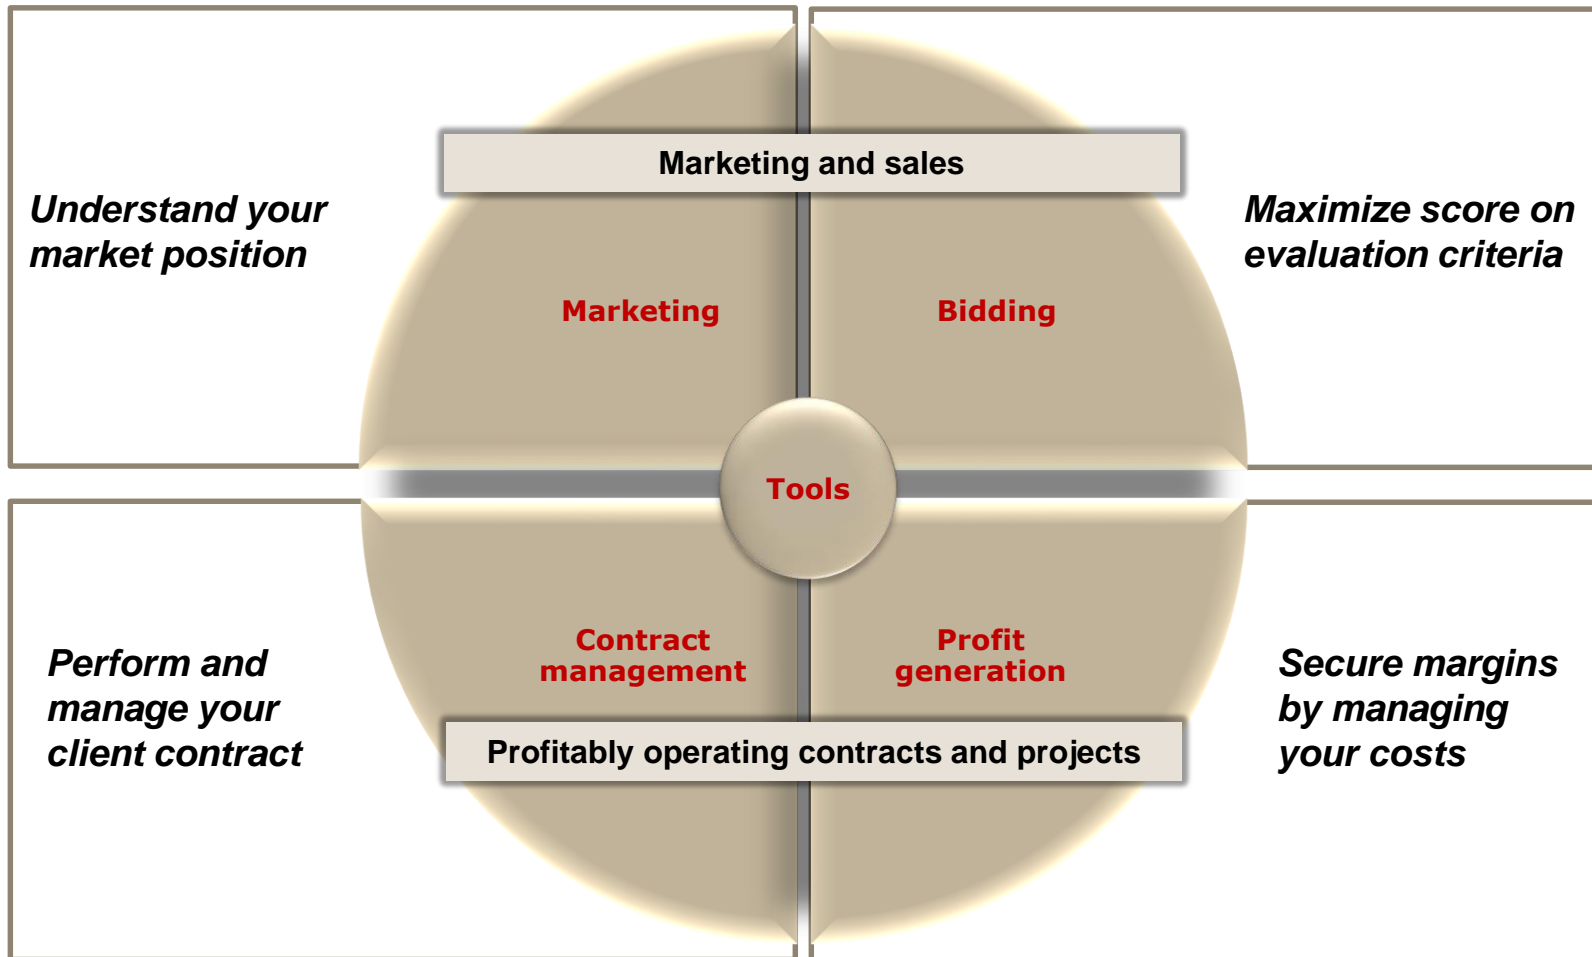 Marketing and sales
Understand your
market position
Maximize score on
evaluation criteria
Marketing
Bidding
Tools
Contract
management
Profit
generation
Perform and
manage your
client contract
Secure margins
by managing
your costs
Profitably operating contracts and projects